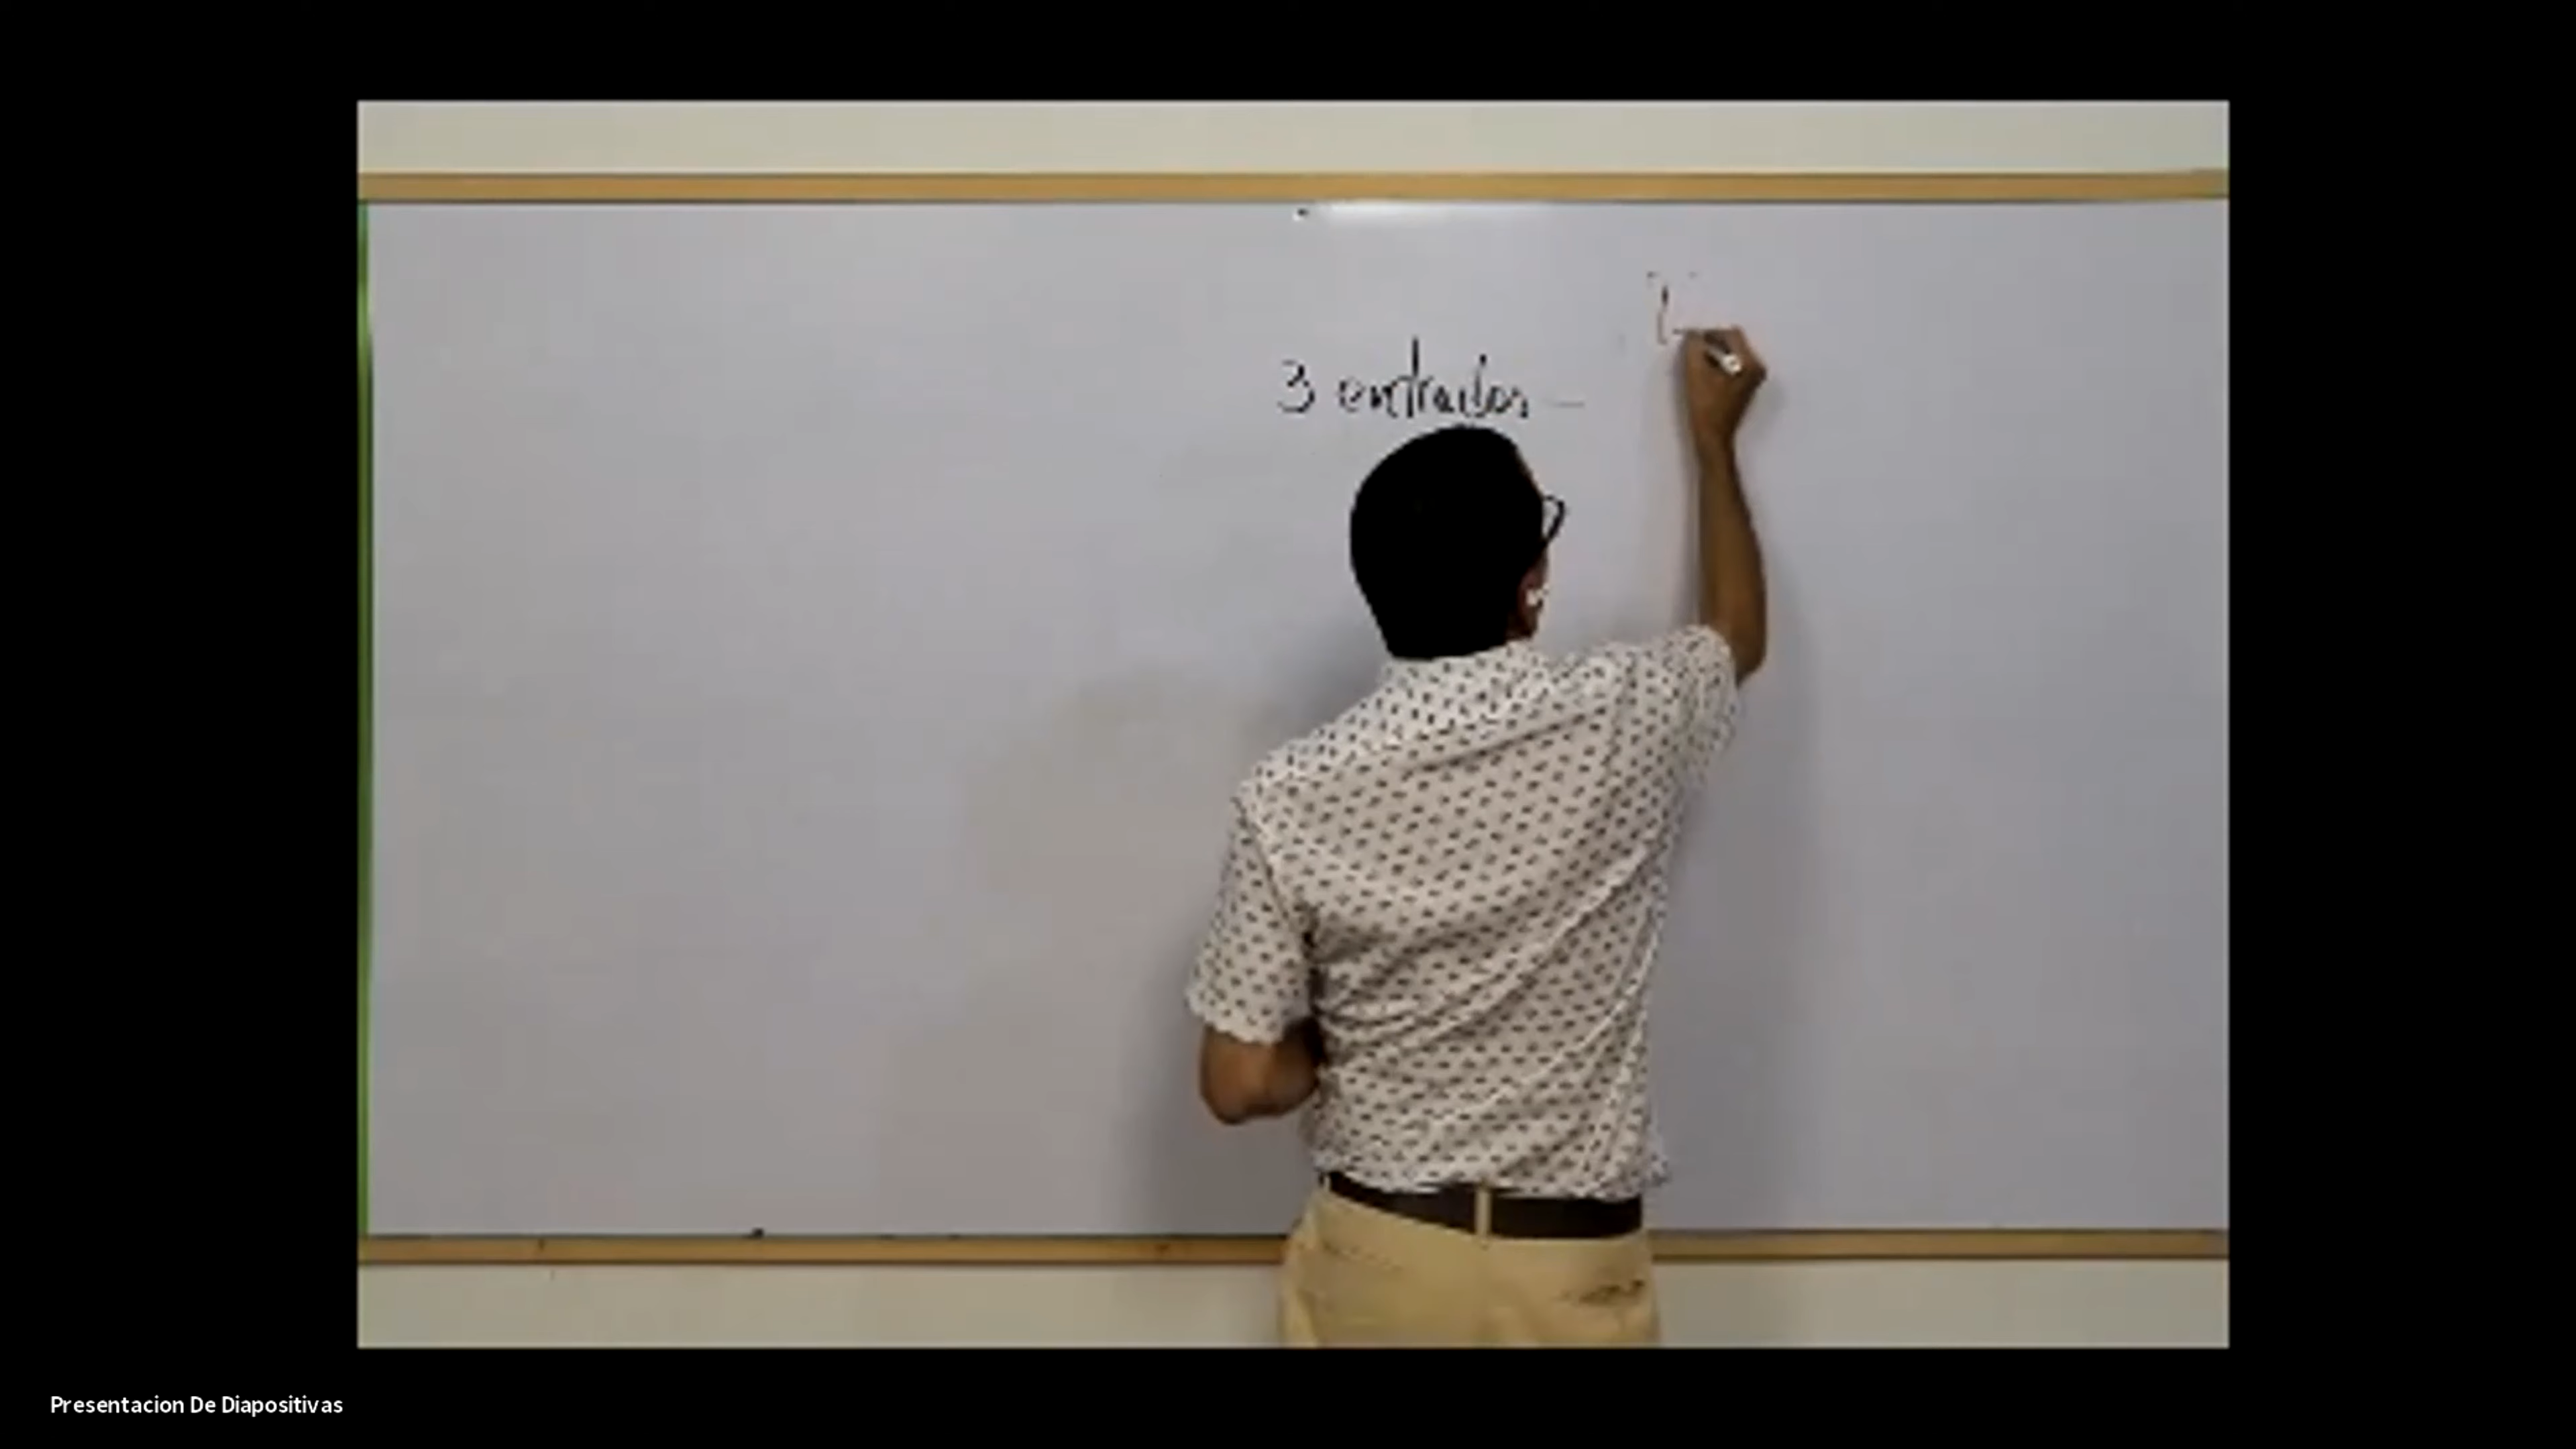 3 entradas –
Presentacion De Diapositivas